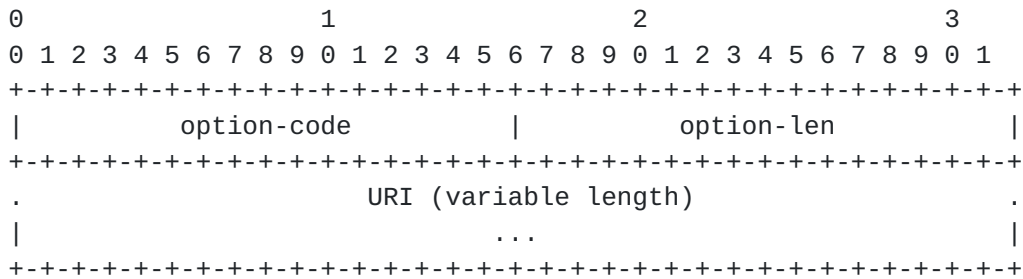 0                   1                   2                   3
0 1 2 3 4 5 6 7 8 9 0 1 2 3 4 5 6 7 8 9 0 1 2 3 4 5 6 7 8 9 0 1
+-+-+-+-+-+-+-+-+-+-+-+-+-+-+-+-+-+-+-+-+-+-+-+-+-+-+-+-+-+-+-+-+
|          option-code          |          option-len           |
+-+-+-+-+-+-+-+-+-+-+-+-+-+-+-+-+-+-+-+-+-+-+-+-+-+-+-+-+-+-+-+-+
.                      URI (variable length)                    .
|                              ...                              |
+-+-+-+-+-+-+-+-+-+-+-+-+-+-+-+-+-+-+-+-+-+-+-+-+-+-+-+-+-+-+-+-+